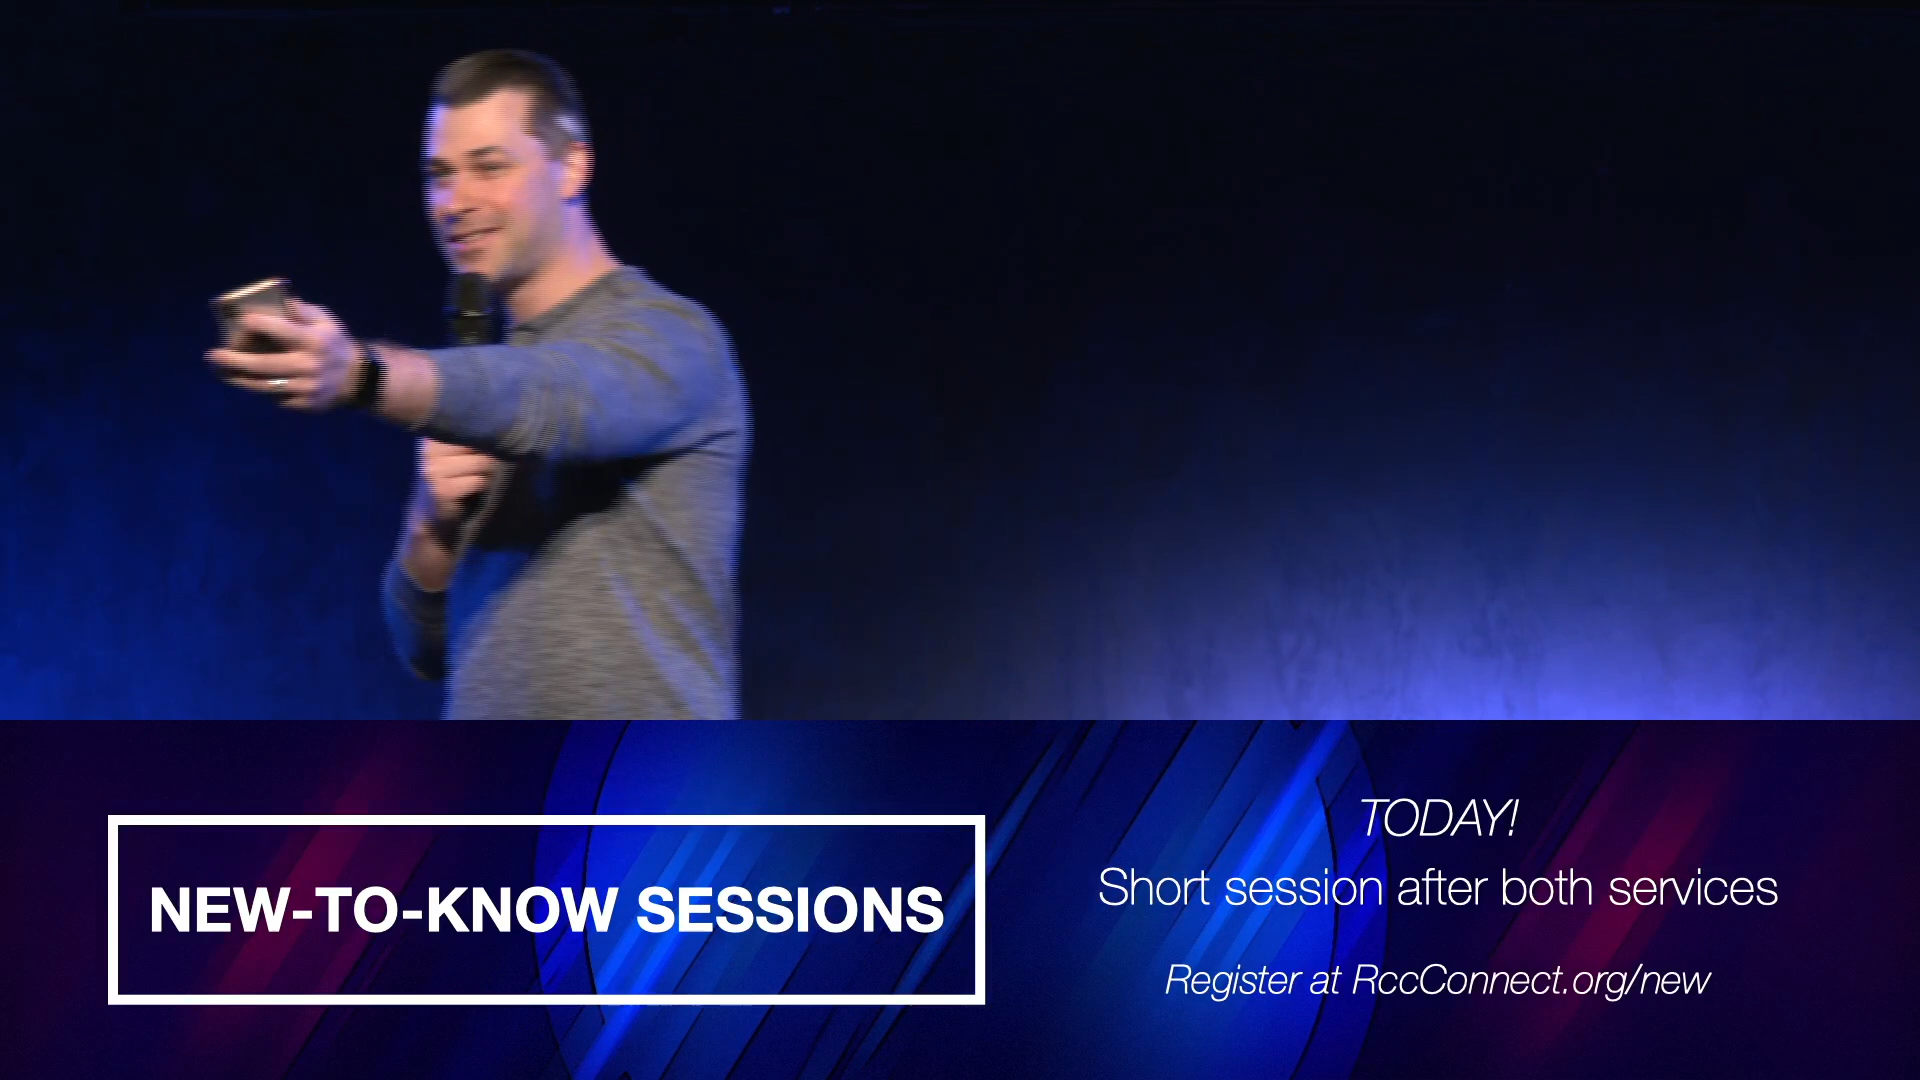 NEW-TO-KNOW SESSIONS
TODAY!
Short session after both services
Register at RccConnect.org/new